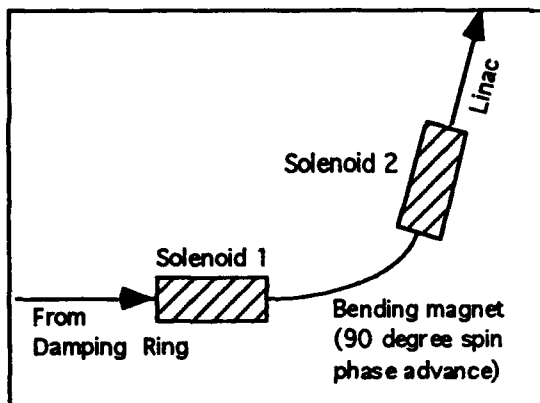 Linac
Solenoid 2
Solenoid 1
From
Damping Ring
Bending magnet
(90 degree spin
phase advance)